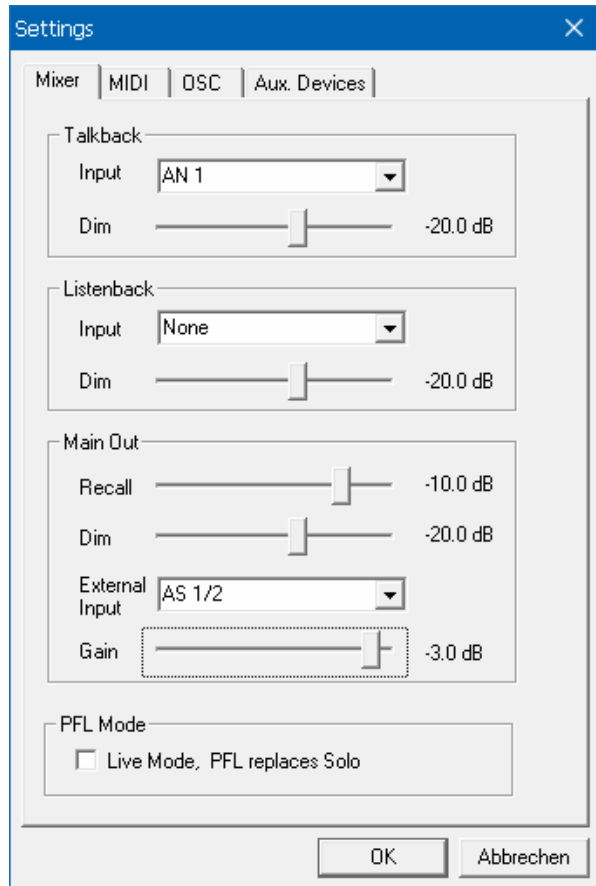 Settings
Mixer MIDI OSC Aux. Devices
Talkback
Input AN 1
Dim -20.0 dB
Listenback
Input None
Dim -20.0 dB
Main Out
Recall -10.0 dB
Dim -20.0 dB
External
Input AS 1/2
Gain -3.0 dB
PFL Mode
Live Mode, PFL replaces Solo
OK Abbrechen